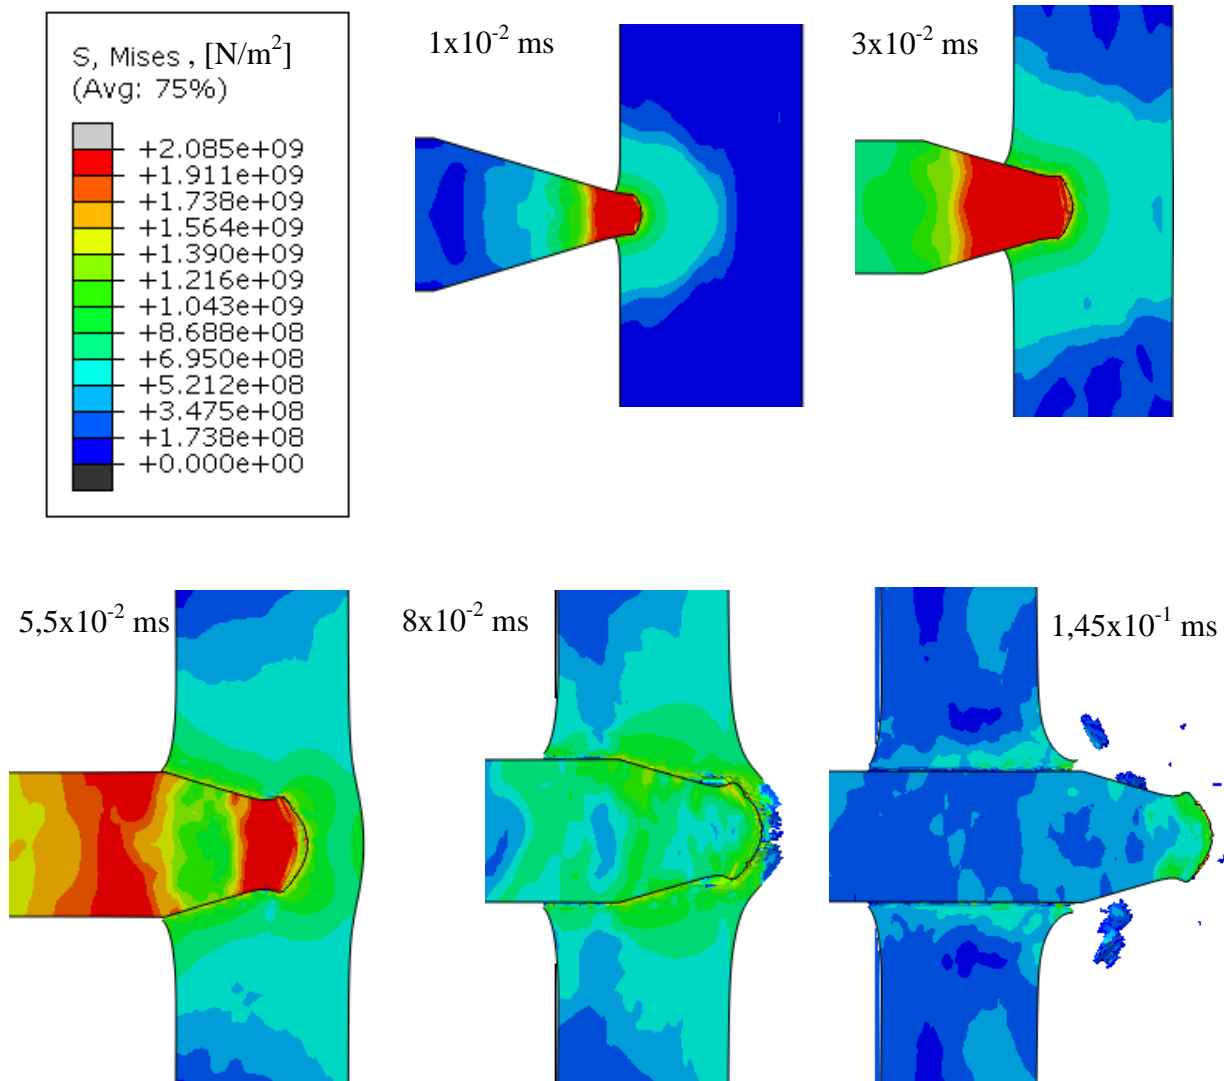 S, Mises , [N/m²]
(Avg: 75%)
+2.085e+09
+1.911e+09
+1.738e+09
+1.564e+09
+1.390e+09
+1.216e+09
+1.043e+09
+8.688e+08
+6.950e+08
+5.212e+08
+3.475e+08
+1.738e+08
+0.000e+00
1x10⁻² ms
3x10⁻² ms
5,5x10⁻² ms
8x10⁻² ms
1,45x10⁻¹ ms